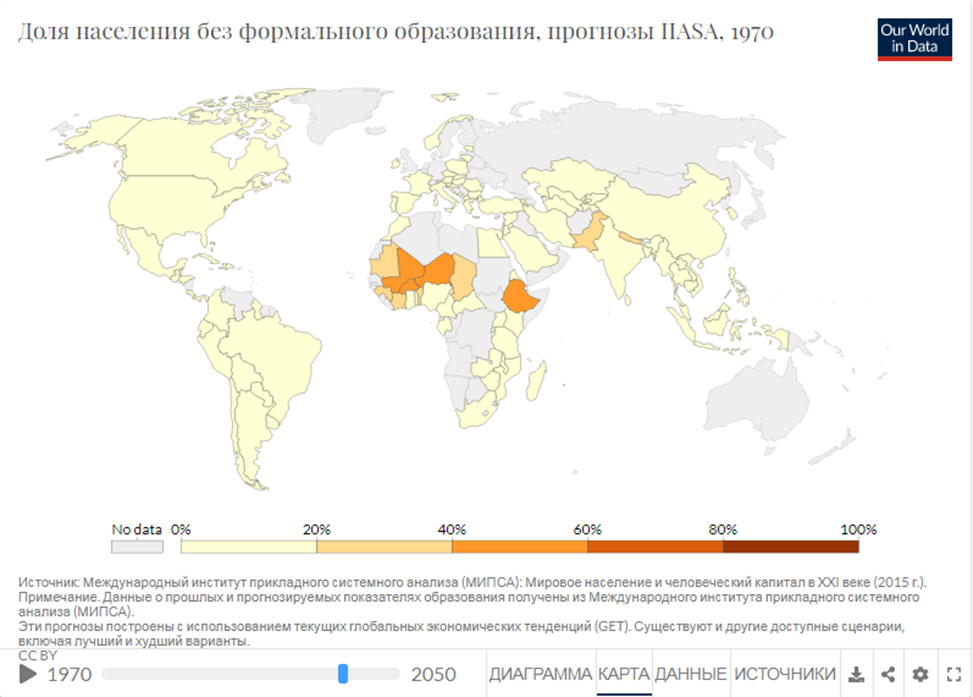 Доля населения без формального образования, прогнозы IIASA, 1970
Our World
in Data
No data 0% 20% 40% 60% 80% 100%
Источник: Международный институт прикладного системного анализа (МИПСА): Мировое население и человеческий капитал в XXI веке (2015 г.).
Примечание. Данные о прошлых и прогнозируемых показателях образования получены из Международного института прикладного системного
анализа (МИПСА).
Эти прогнозы построены с использованием текущих глобальных экономических тенденций (GET). Существуют и другие доступные сценарии,
включая лучший и худший варианты.
CC BY
1970 2050 ДИАГРАММА КАРТА ДАННЫЕ ИСТОЧНИКИ